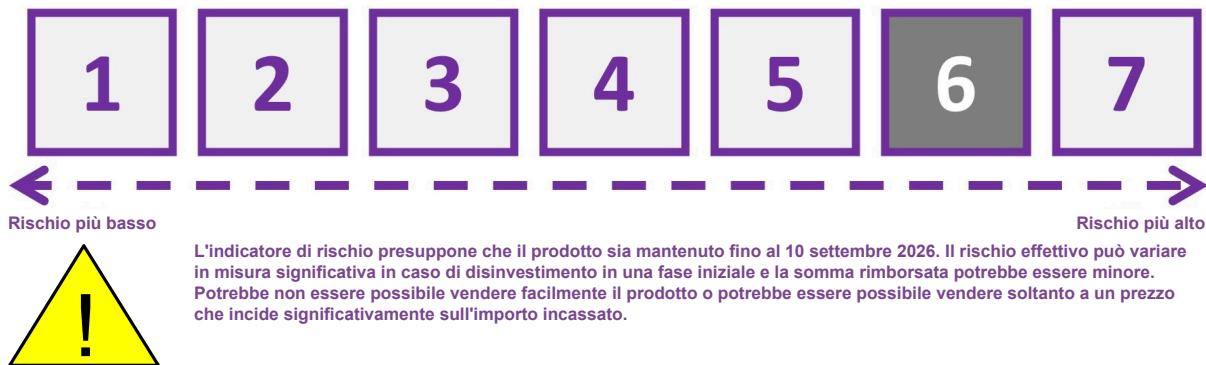 1 2 3 4 5 6 7
Rischio più basso Rischio più alto
L'indicatore di rischio presuppone che il prodotto sia mantenuto fino al 10 settembre 2026. Il rischio effettivo può variare
in misura significativa in caso di disinvestimento in una fase iniziale e la somma rimborsata potrebbe essere minore.
Potrebbe non essere possibile vendere facilmente il prodotto o potrebbe essere possibile vendere soltanto a un prezzo
che incide significativamente sull'importo incassato.
!